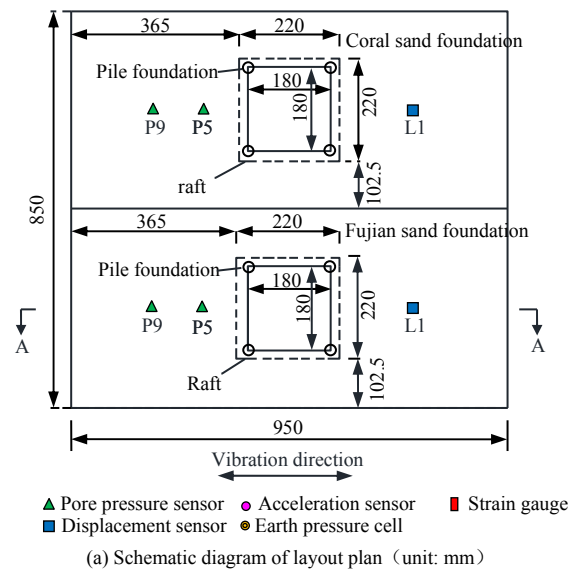 365
220
Coral sand foundation
Pile foundation
180
180
220
P9
P5
L1
raft
102.5
850
365
220
Fujian sand foundation
Pile foundation
180
180
220
P9
P5
L1
A
A
Raft
102.5
950
Vibration direction
Pore pressure sensor
Acceleration sensor
Strain gauge
Displacement sensor
Earth pressure cell
(a) Schematic diagram of layout plan（unit: mm）